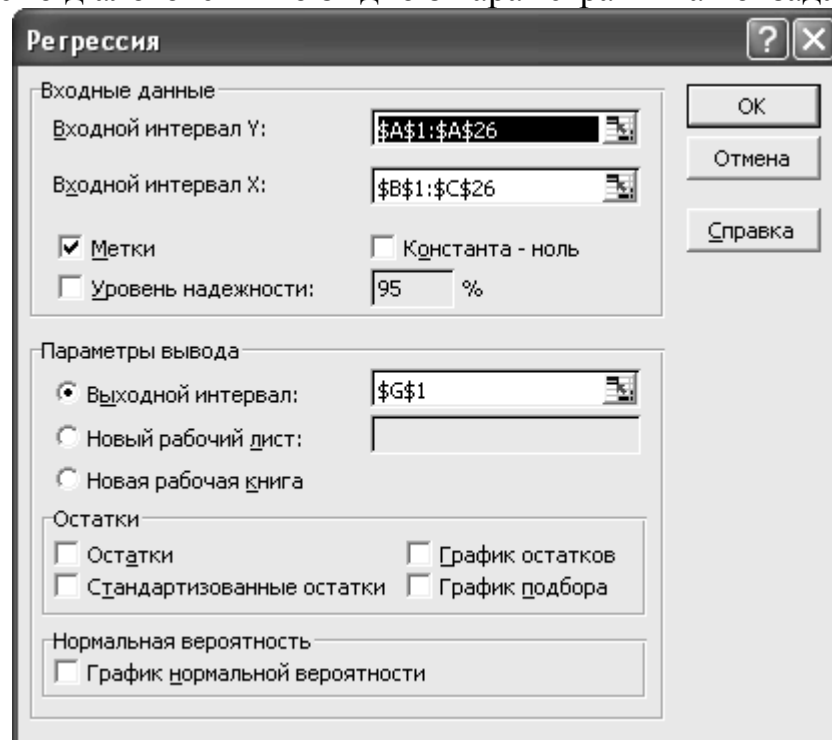 Регрессия
Входные данные
Входной интервал Y: $A$1:$A$26
Входной интервал X: $B$1:$C$26
Метки Константа - ноль
Уровень надежности: 95 %
ОК
Отмена
Справка
Параметры вывода
Выходной интервал: $G$1
Новый рабочий лист:
Новая рабочая книга
Остатки
Остатки График остатков
Стандартизованные остатки График подбора
Нормальная вероятность
График нормальной вероятности